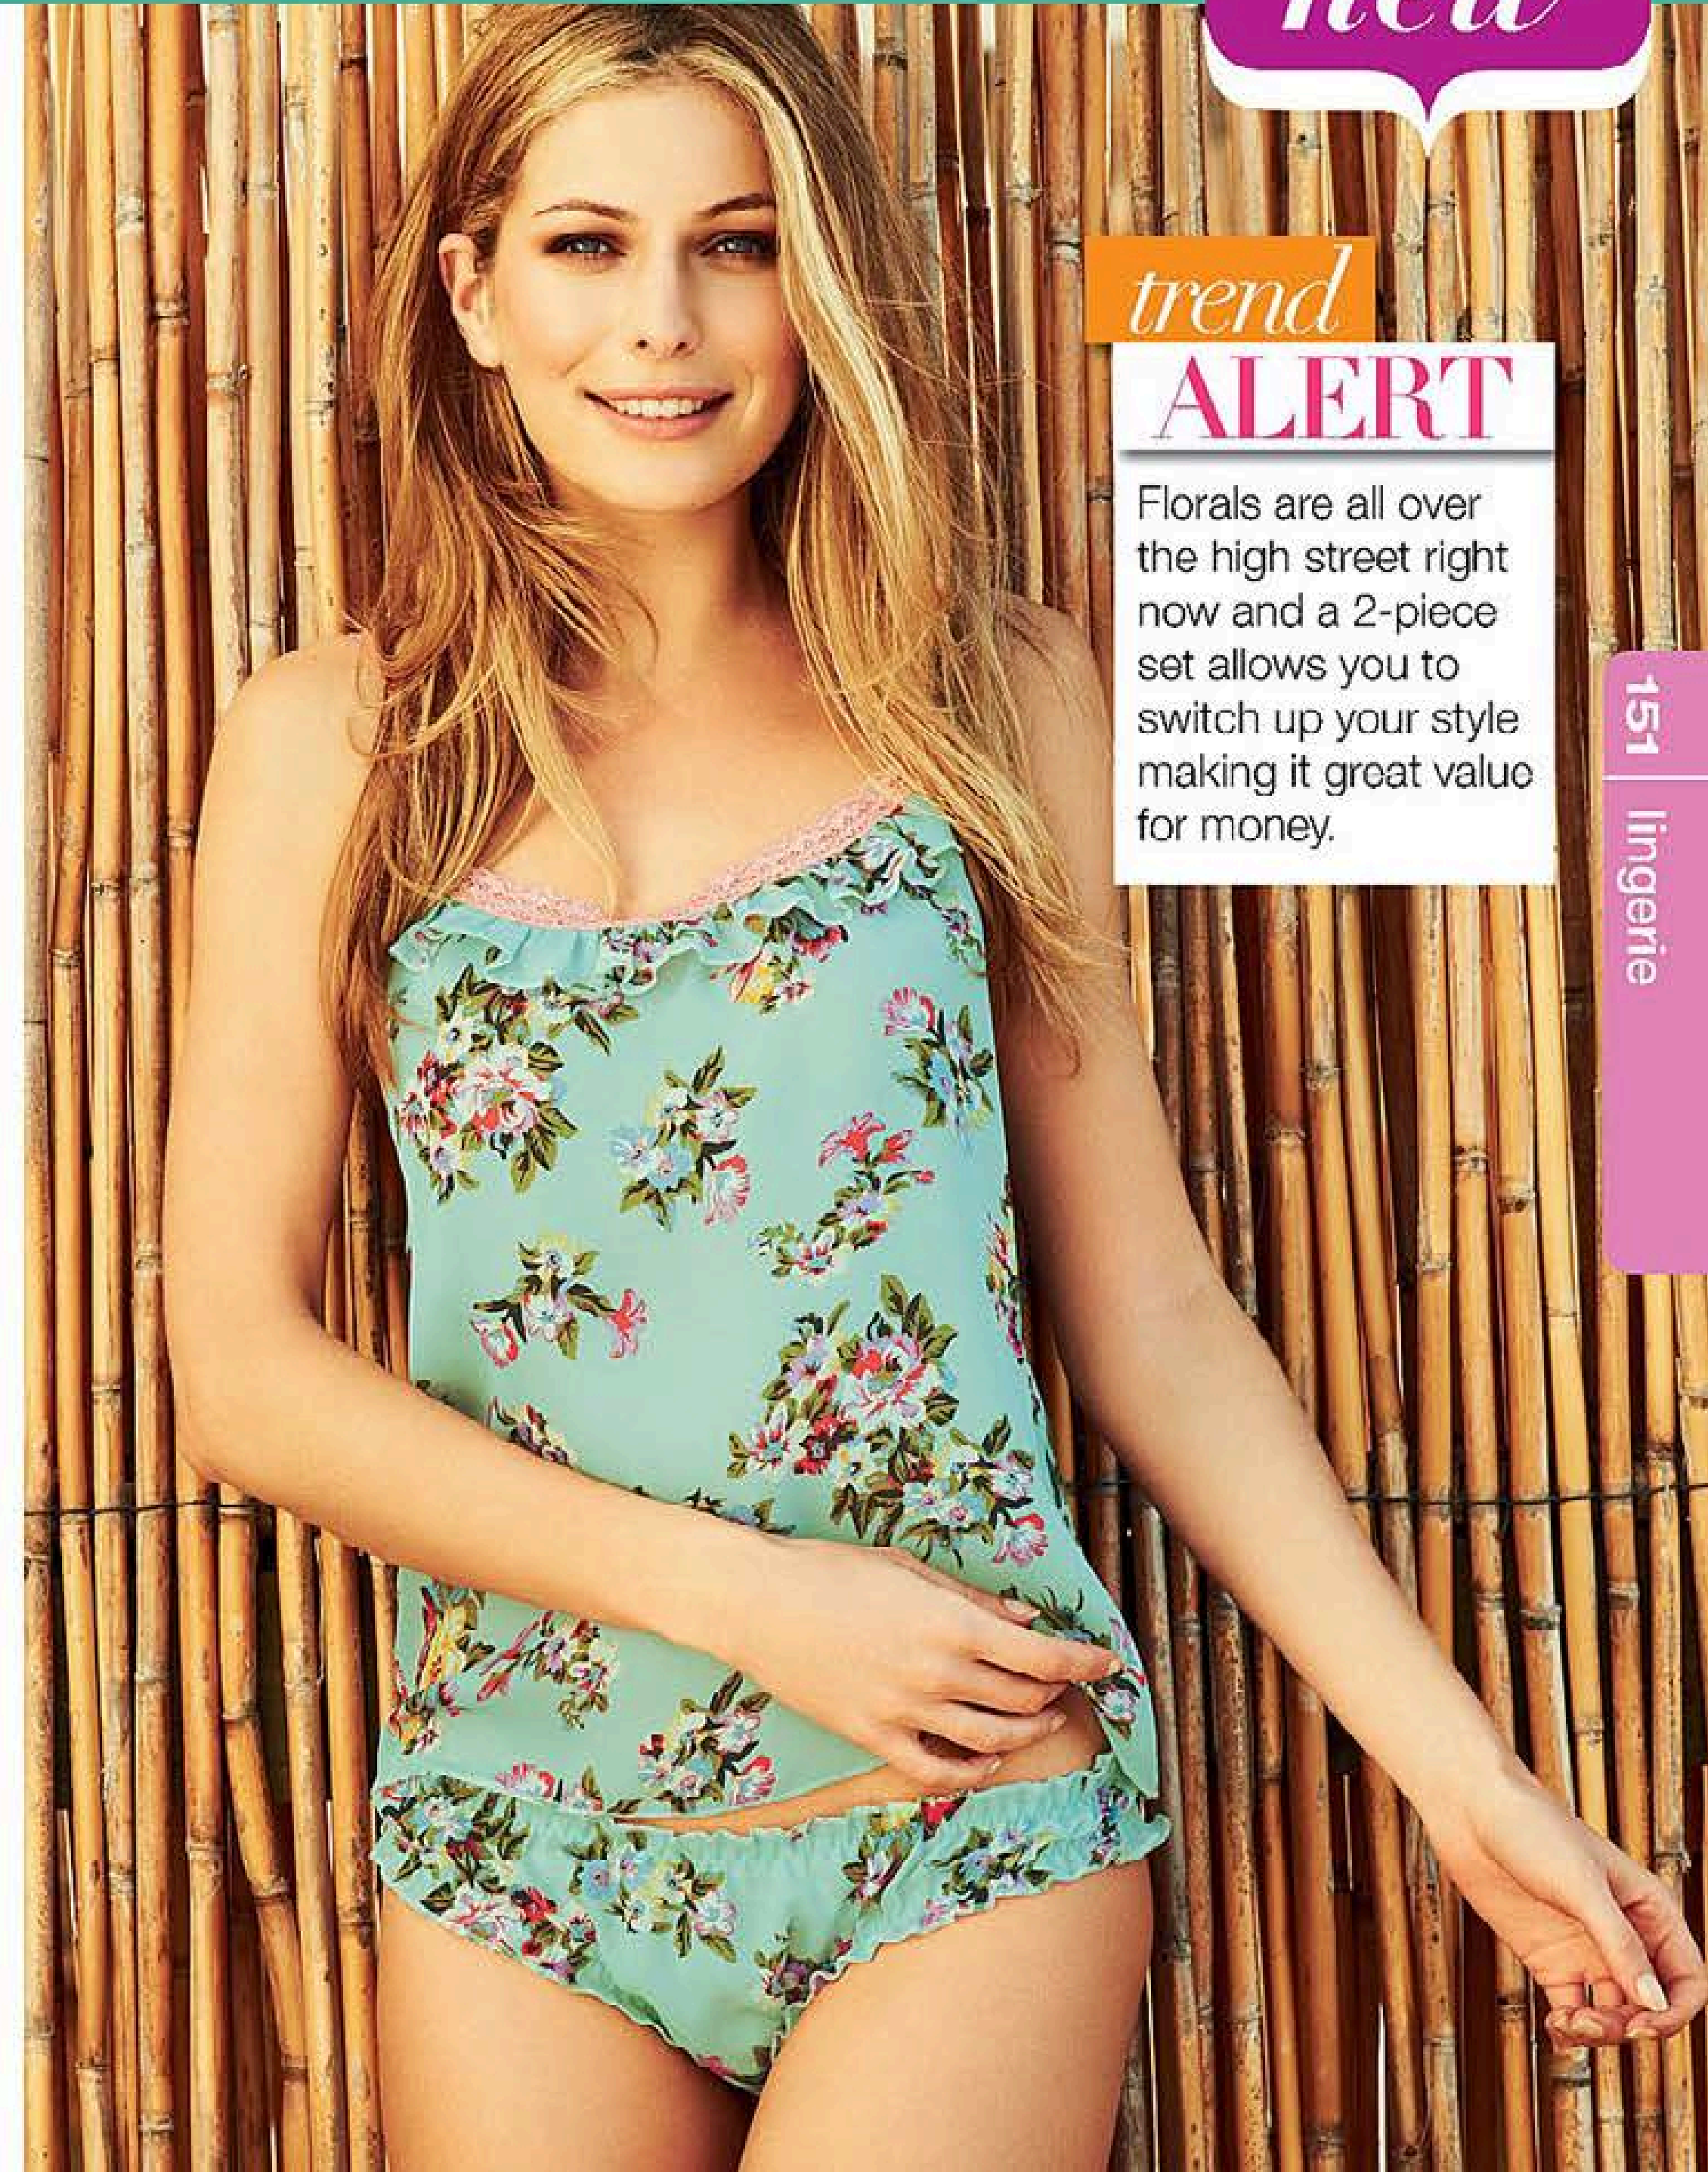 new
trend
ALERT
Florals are all over
the high street right
now and a 2-piece
set allows you to
switch up your style
making it great value
for money.
151
lingerie